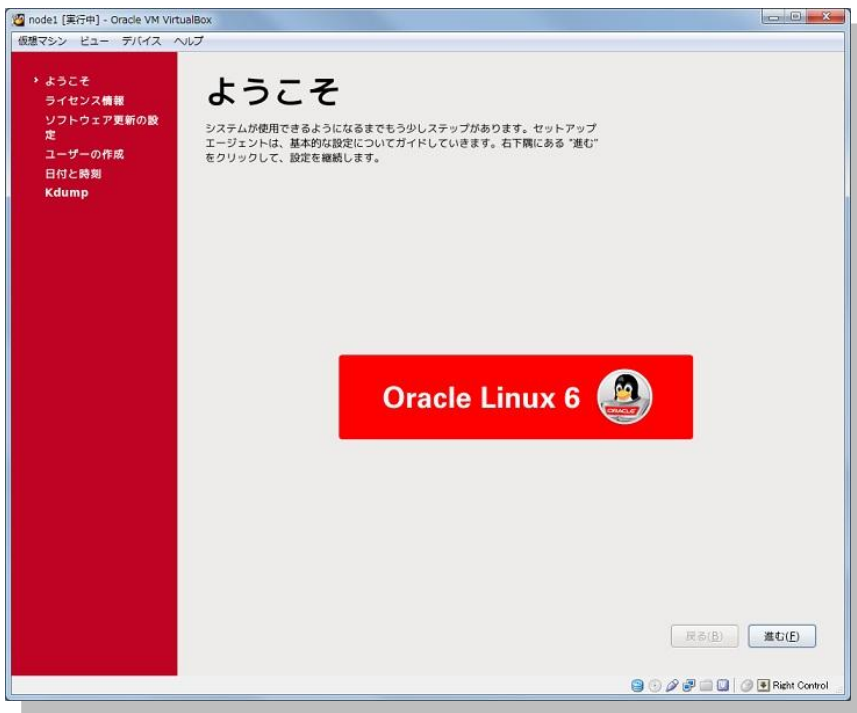 node1 [実行中] - Oracle VM VirtualBox
仮想マシン ビュー デバイス ヘルプ
ようこそ
ライセンス情報
ソフトウェア更新の設
定
ユーザーの作成
日付と時刻
Kdump
ようこそ
システムが使用できるようになるまでもう少しステップがあります。セットアップ
エージェントは、基本的な設定についてガイドしていきます。右下隅にある "進む"
をクリックして、設定を継続します。
Oracle Linux 6
ORACLE
戻る(B) 進む(F)
Right Control